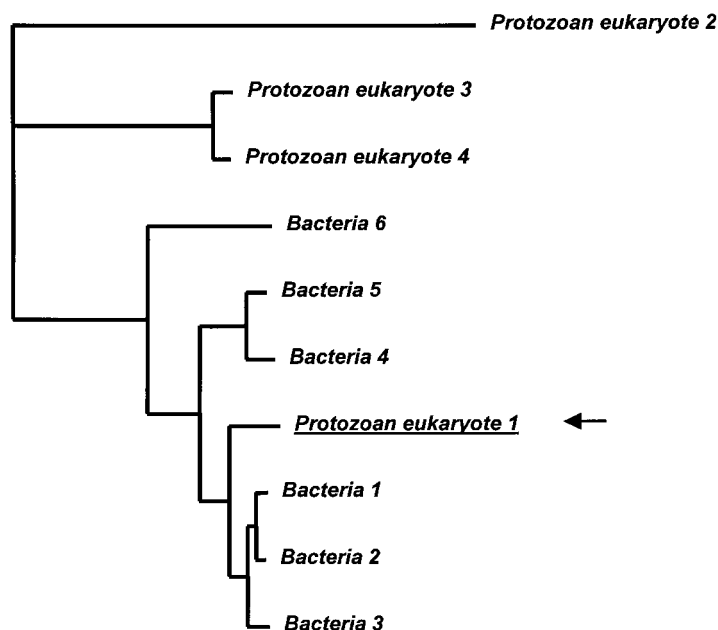 Protozoan eukaryote 2
Protozoan eukaryote 3
Protozoan eukaryote 4
Bacteria 6
Bacteria 5
Bacteria 4
Protozoan eukaryote 1
Bacteria 1
Bacteria 2
Bacteria 3